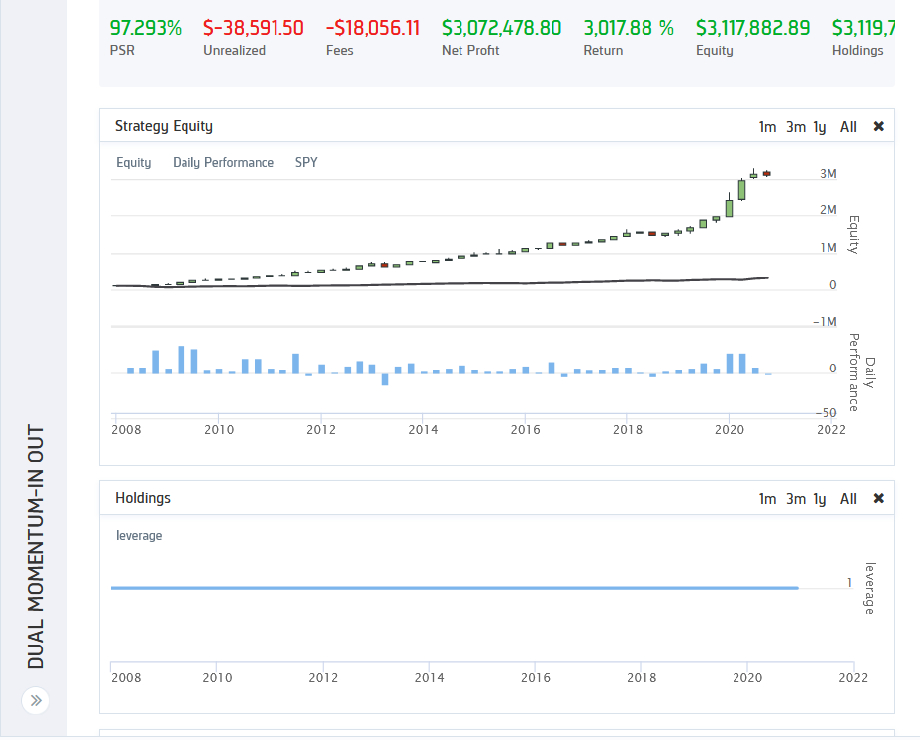 97.293% $-38,591.50 -$18,056.11 $3,072,478.80 3,017.88 % $3,117,882.89 $3,119,7
PSR Unrealized Fees Net Profit Return Equity Holdings
Strategy Equity 1m 3m 1y All ✖
Equity Daily Performance SPY
3M
2M
1M
0
−1M
Equity
0
−50
Daily
Performance
2008 2010 2012 2014 2016 2018 2020 2022
Holdings 1m 3m 1y All ✖
leverage
1
leverage
2008 2010 2012 2014 2016 2018 2020 2022
DUAL MOMENTUM-IN OUT